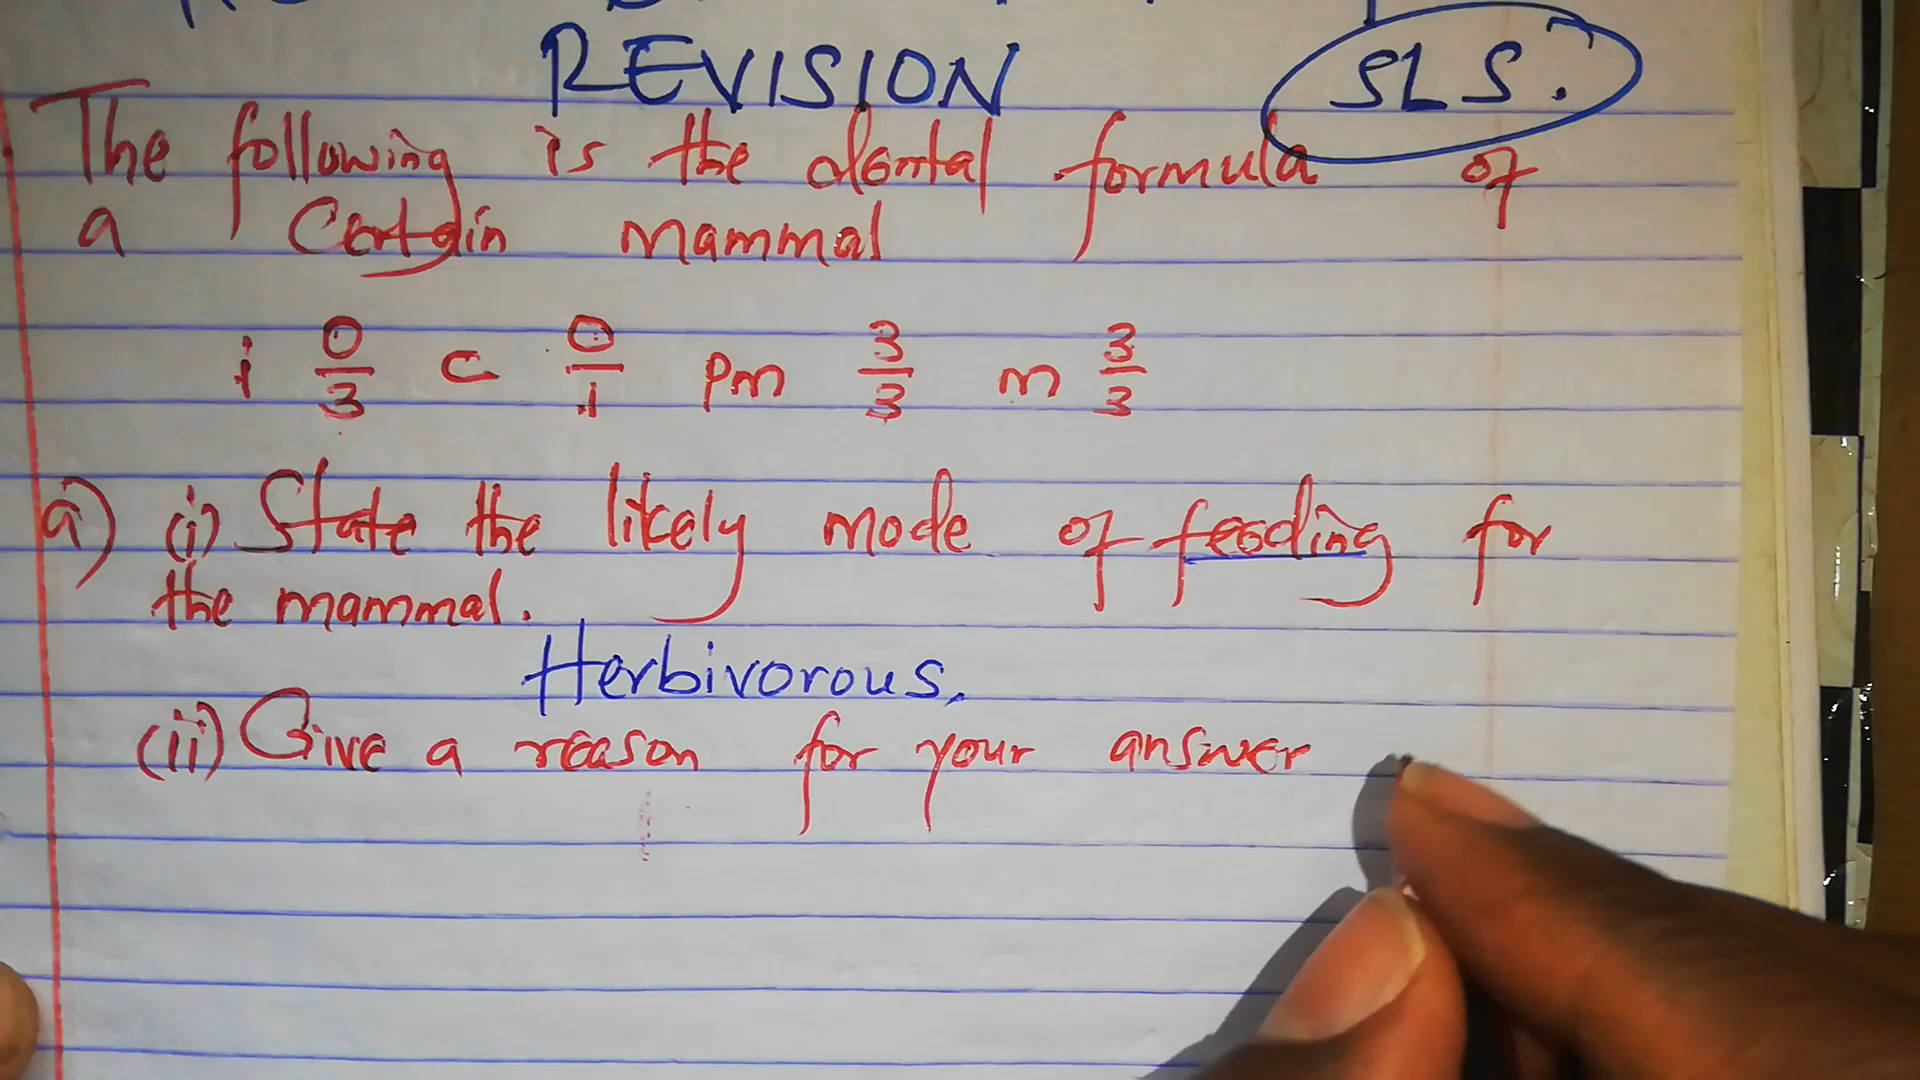 REVISION
SLS.
The following is the dental formula of
a certain mammal
i 0/3 c 0/1 pm 3/3 m 3/3
a) (i) State the likely mode of feeding for
the mammal.
Herbivorous.
(ii) Give a reason for your answer